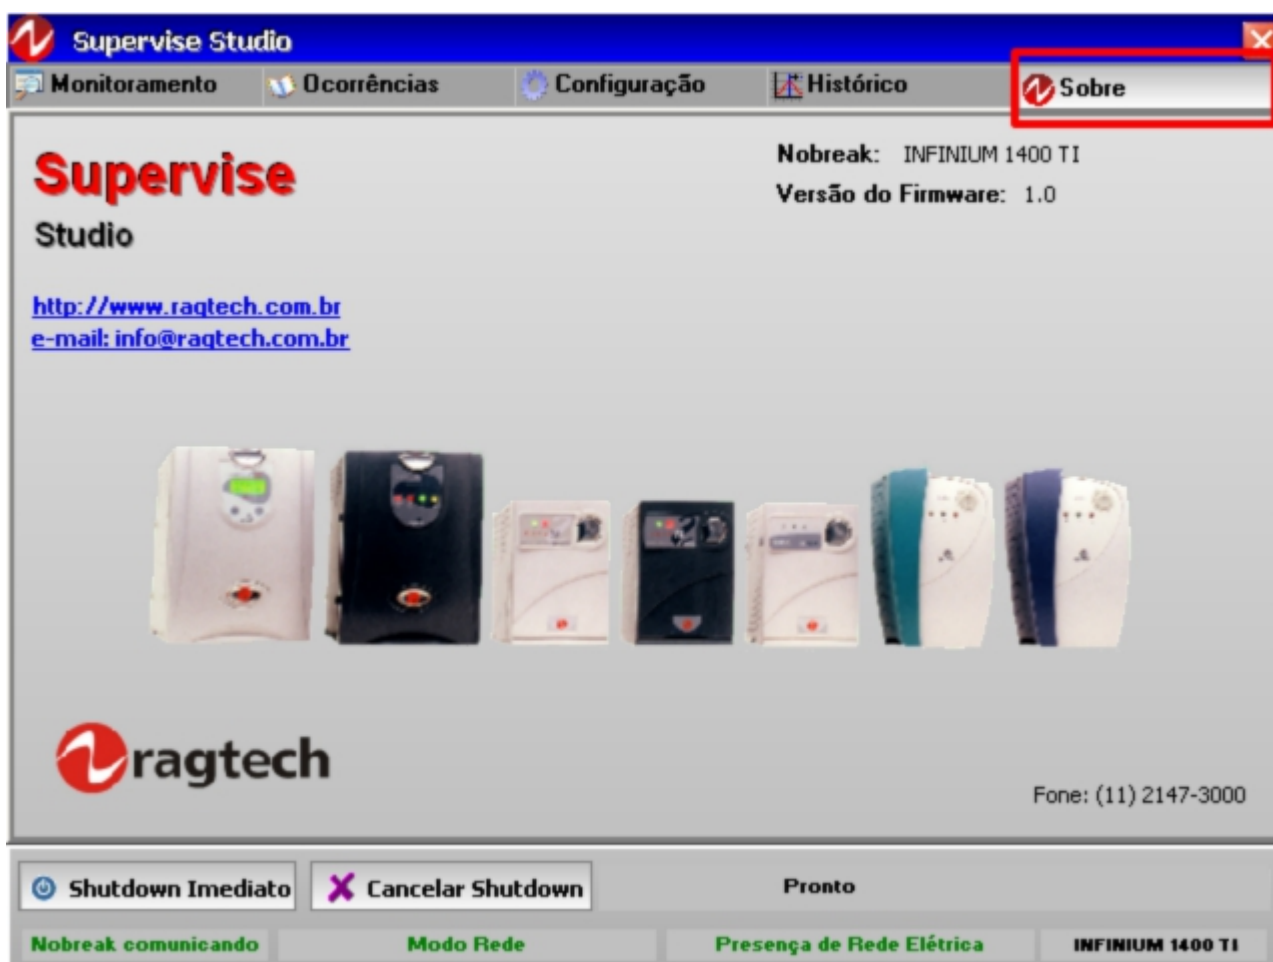 Supervise Studio
Monitoramento Ocorrências Configuração Histórico Sobre
Supervise
Studio
Nobreak: INFINIUM 1400 TI
Versão do Firmware: 1.0
http://www.ragtech.com.br
e-mail: info@ragtech.com.br
ragtech
Fone: (11) 2147-3000
Shutdown Imediato Cancelar Shutdown Pronto
Nobreak comunicando Modo Rede Presença de Rede Elétrica INFINIUM 1400 TI